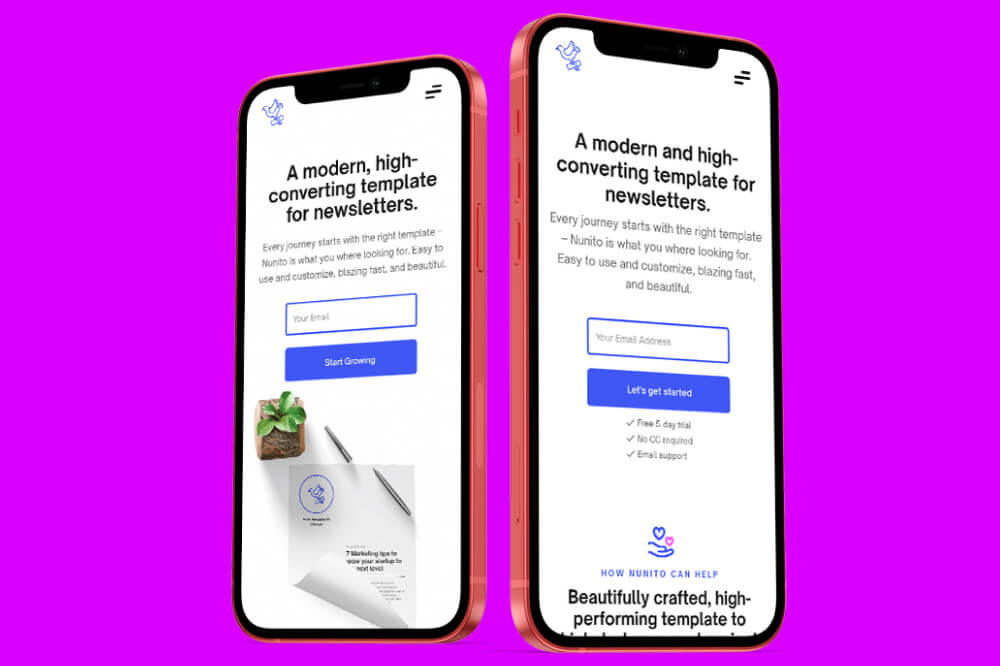 A modern, high-
converting template
for newsletters.
Every journey starts with the right template –
Nunito is what you where looking for. Easy to
use and customize, blazing fast, and beautiful.
Your Email
Start Growing
7 Marketing tips to
your startup to
next level
A modern and high-
converting template for
newsletters.
Every journey starts with the right template
– Nunito is what you where looking for.
Easy to use and customize, blazing fast,
and beautiful.
Your Email Address
Let's get started
✓ Free 5 day trial
✓ No CC required
✓ Email support
HOW NUNITO CAN HELP
Beautifully crafted, high-
performing template to